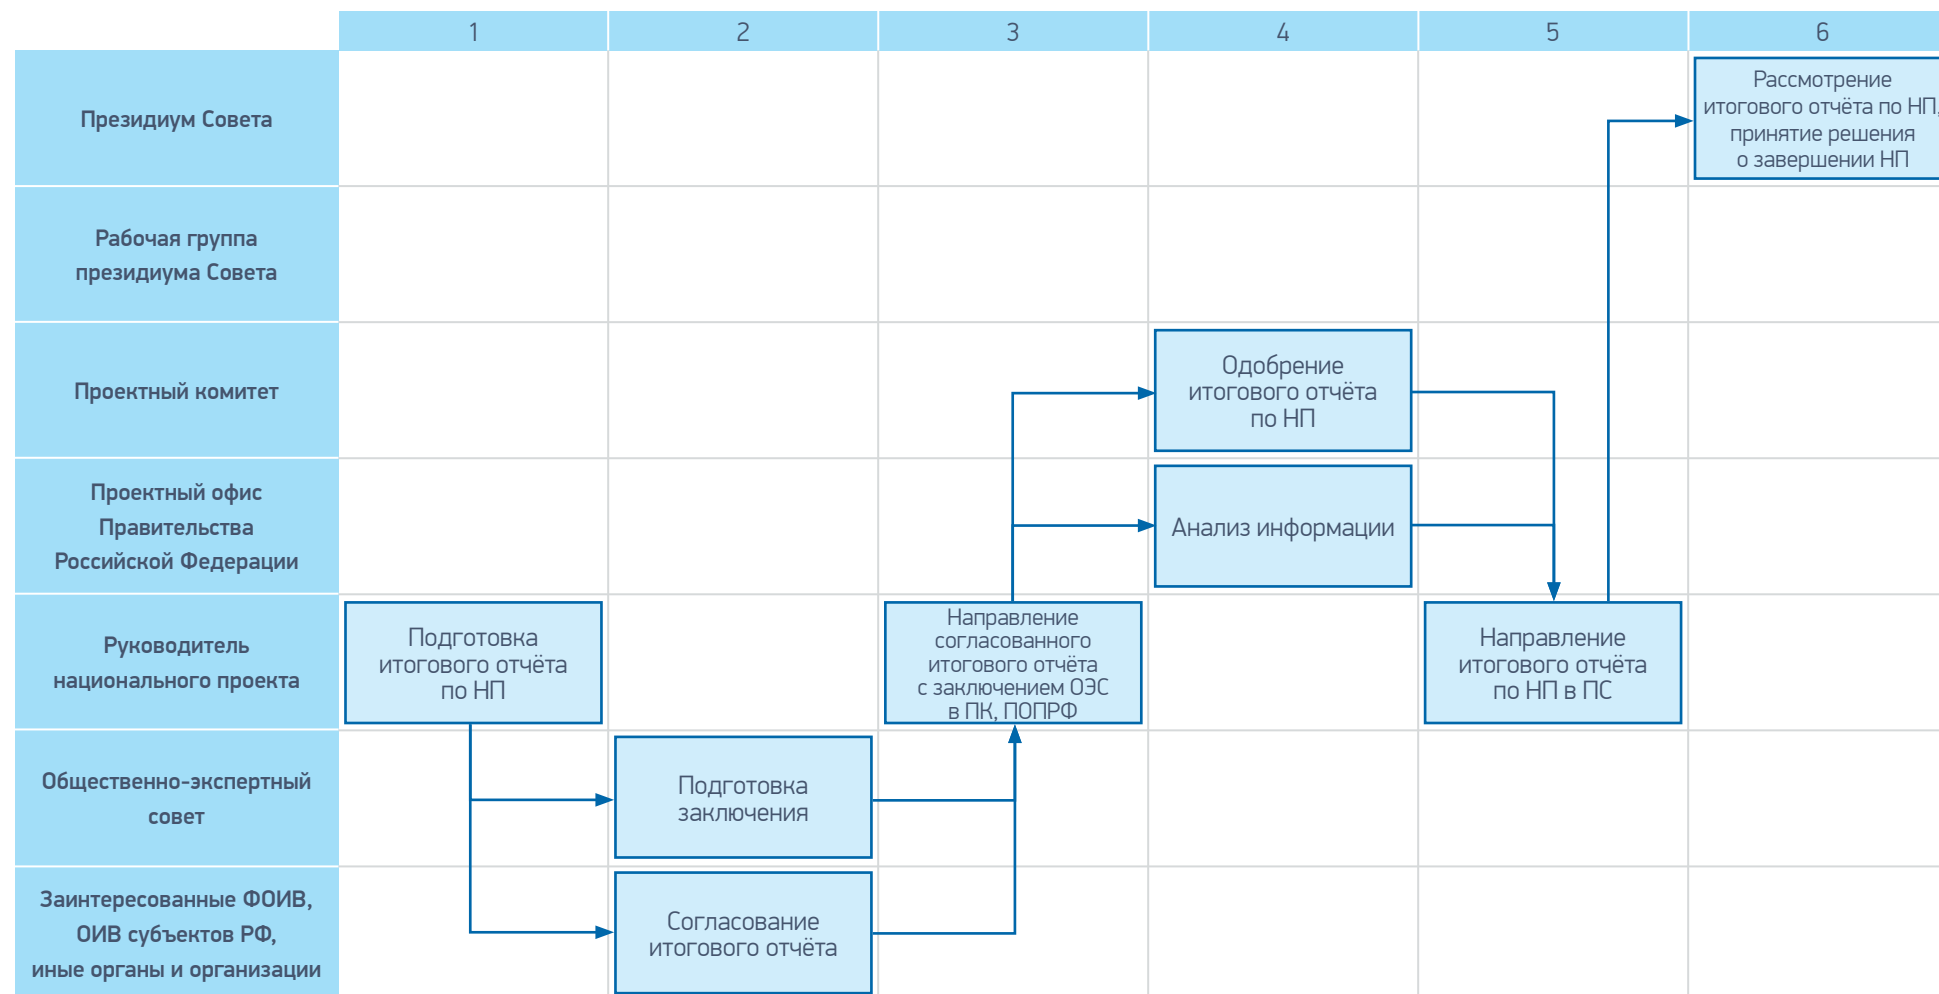 1 2 3 4 5 6
Президиум Совета
Рассмотрение
итогового отчёта по НП,
принятие решения
о завершении НП
Рабочая группа
президиума Совета
Проектный комитет
Одобрение
итогового отчёта
по НП
Проектный офис
Правительства
Российской Федерации
Анализ информации
Руководитель
национального проекта
Подготовка
итогового отчёта
по НП
Направление
согласованного
итогового отчёта
с заключением ОЭС
в ПК, ПОПРФ
Направление
итогового отчёта
по НП в ПС
Общественно-экспертный
совет
Подготовка
заключения
Заинтересованные ФОИВ,
ОИВ субъектов РФ,
иные органы и организации
Согласование
итогового отчёта